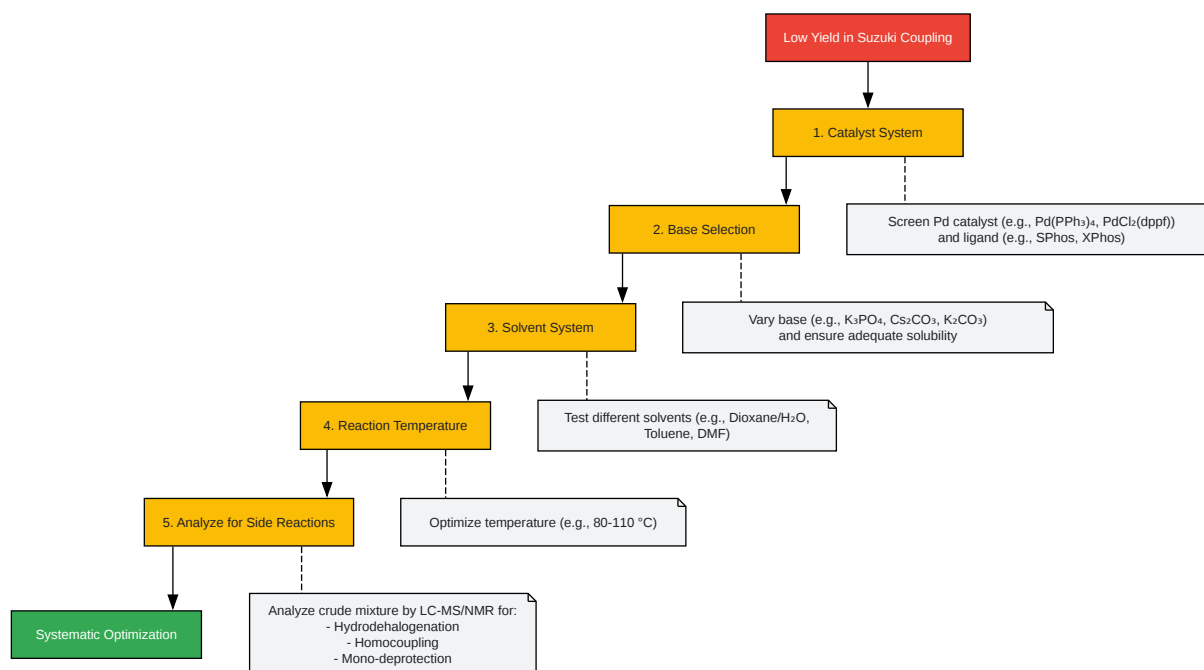 Low Yield in Suzuki Coupling
1. Catalyst System
Screen Pd catalyst (e.g., Pd(PPh₃)₄, PdCl₂(dppf))
and ligand (e.g., SPhos, XPhos)
2. Base Selection
Vary base (e.g., K₃PO₄, Cs₂CO₃, K₂CO₃)
and ensure adequate solubility
3. Solvent System
Test different solvents (e.g., Dioxane/H₂O,
Toluene, DMF)
4. Reaction Temperature
Optimize temperature (e.g., 80-110 °C)
5. Analyze for Side Reactions
Analyze crude mixture by LC-MS/NMR for:
- Hydrodehalogenation
- Homocoupling
- Mono-deprotection
Systematic Optimization